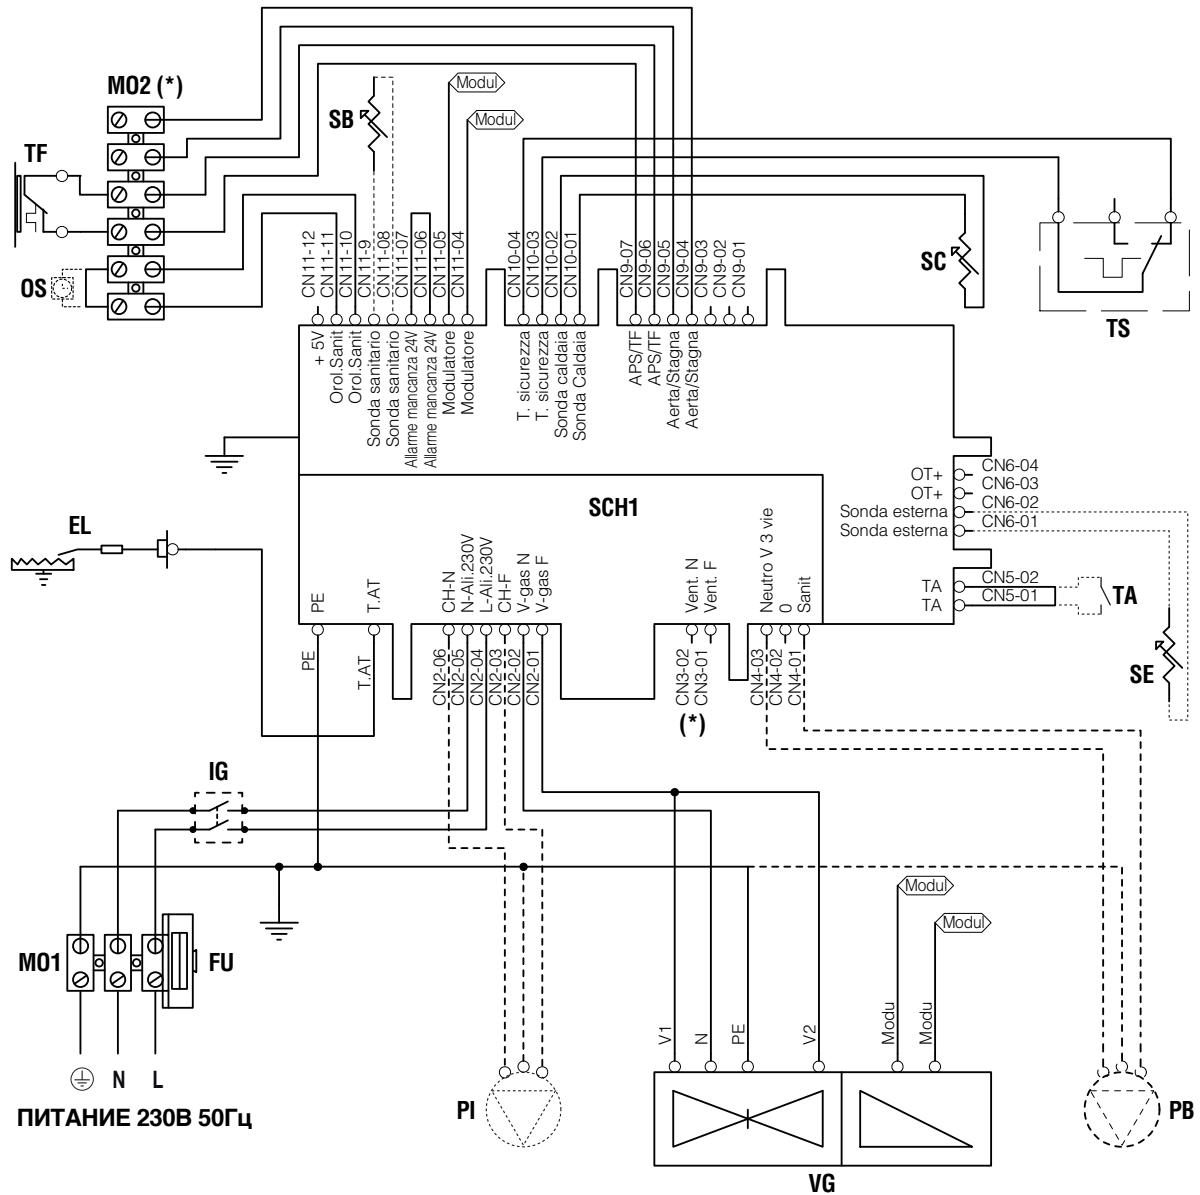 MO2 (*)
TF
OS
SB
Modul
Modul
SC
TS
CN11-12
CN11-11
CN11-10
CN11-9
CN11-08
CN11-07
CN11-06
CN11-05
CN11-04
CN10-04
CN10-03
CN10-02
CN10-01
CN9-07
CN9-06
CN9-05
CN9-04
CN9-03
CN9-02
CN9-01
+ 5V
Orol.Sanit
Orol.Sanit
Sonda sanitario
Sonda sanitario
Allarme mancanza 24V
Allarme mancanza 24V
Modulatore
Modulatore
T. sicurezza
T. sicurezza
Sonda caldaia
Sonda Caldaia
APS/TF
APS/TF
Aerta/Stagna
Aerta/Stagna
SCH1
OT+ CN6-04
OT+ CN6-03
Sonda esterna CN6-02
Sonda esterna CN6-01
TA CN5-02
TA CN5-01
TA
SE
EL
PE
T.AT
CH-N
N-Ali.230V
L-Ali.230V
CH-F
V-gas N
V-gas F
Vent. N
Vent. F
Neutro V 3 vie
0
Sanit
PE
T.AT
CN2-06
CN2-05
CN2-04
CN2-03
CN2-02
CN2-01
CN3-02
CN3-01
(*)
CN4-03
CN4-02
CN4-01
IG
MO1
FU
N
L
ПИТАНИЕ 230В 50Гц
PI
V1
N
PE
V2
Modul
Modul
Modu
Modu
VG
PB